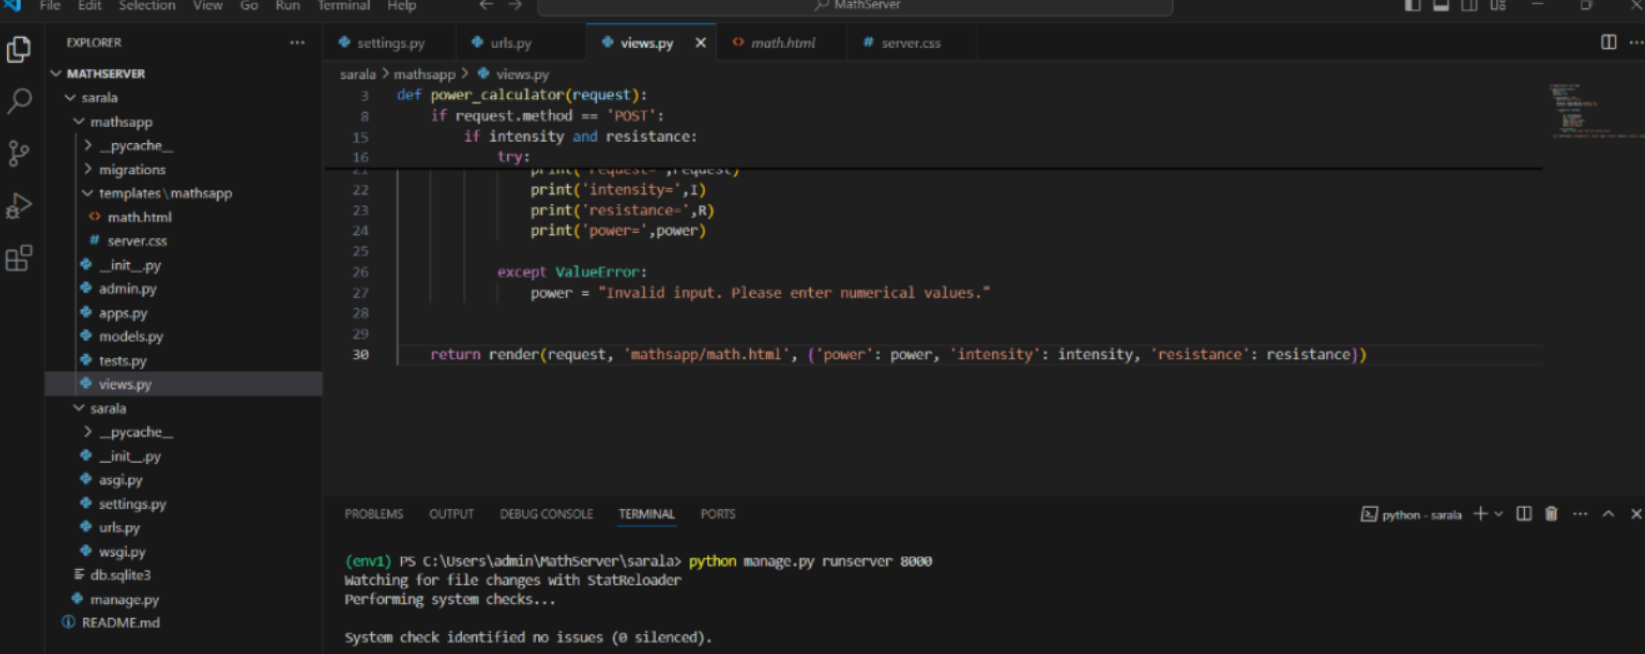 File Edit Selection View Go Run Terminal Help
MathServer
EXPLORER
MATHSERVER
sarala
mathsapp
__pycache__
migrations
templates\mathsapp
math.html
server.css
__init__.py
admin.py
apps.py
models.py
tests.py
views.py
sarala
__pycache__
__init__.py
asgi.py
settings.py
urls.py
wsgi.py
db.sqlite3
manage.py
README.md
settings.py urls.py views.py math.html server.css
sarala > mathsapp > views.py
3 def power_calculator(request):
8 if request.method == 'POST':
15 if intensity and resistance:
16 try:
21 print('request=',request)
22 print('intensity=',I)
23 print('resistance=',R)
24 print('power=',power)
25
26 except ValueError:
27 power = "Invalid input. Please enter numerical values."
28
29
30 return render(request, 'mathsapp/math.html', {'power': power, 'intensity': intensity, 'resistance': resistance})
PROBLEMS OUTPUT DEBUG CONSOLE TERMINAL PORTS
python - sarala
(env1) PS C:\Users\admin\MathServer\sarala> python manage.py runserver 8000
Watching for file changes with StatReloader
Performing system checks...
System check identified no issues (0 silenced).